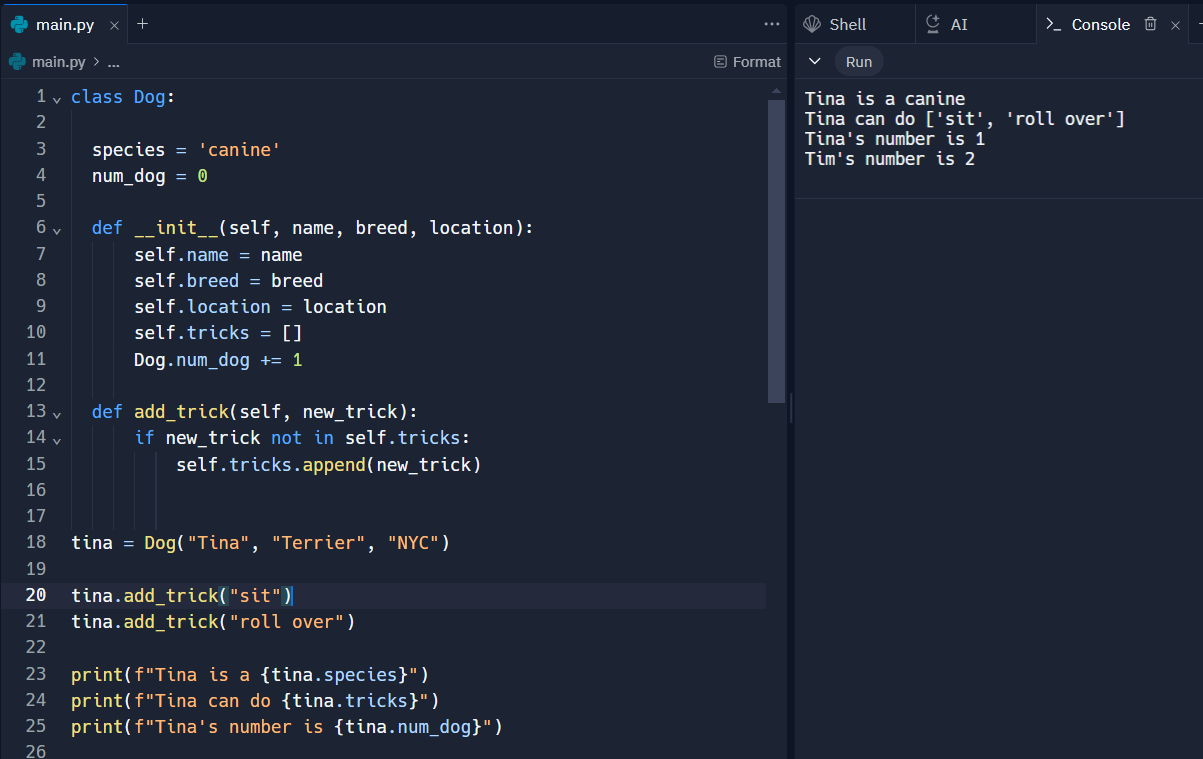 main.py
main.py > ...
Format
1 class Dog:
2
3 species = 'canine'
4 num_dog = 0
5
6 def __init__(self, name, breed, location):
7 self.name = name
8 self.breed = breed
9 self.location = location
10 self.tricks = []
11 Dog.num_dog += 1
12
13 def add_trick(self, new_trick):
14 if new_trick not in self.tricks:
15 self.tricks.append(new_trick)
16
17
18 tina = Dog("Tina", "Terrier", "NYC")
19
20 tina.add_trick("sit")
21 tina.add_trick("roll over")
22
23 print(f"Tina is a {tina.species}")
24 print(f"Tina can do {tina.tricks}")
25 print(f"Tina's number is {tina.num_dog}")
26
Shell
AI
Console
Run
Tina is a canine
Tina can do ['sit', 'roll over']
Tina's number is 1
Tim's number is 2